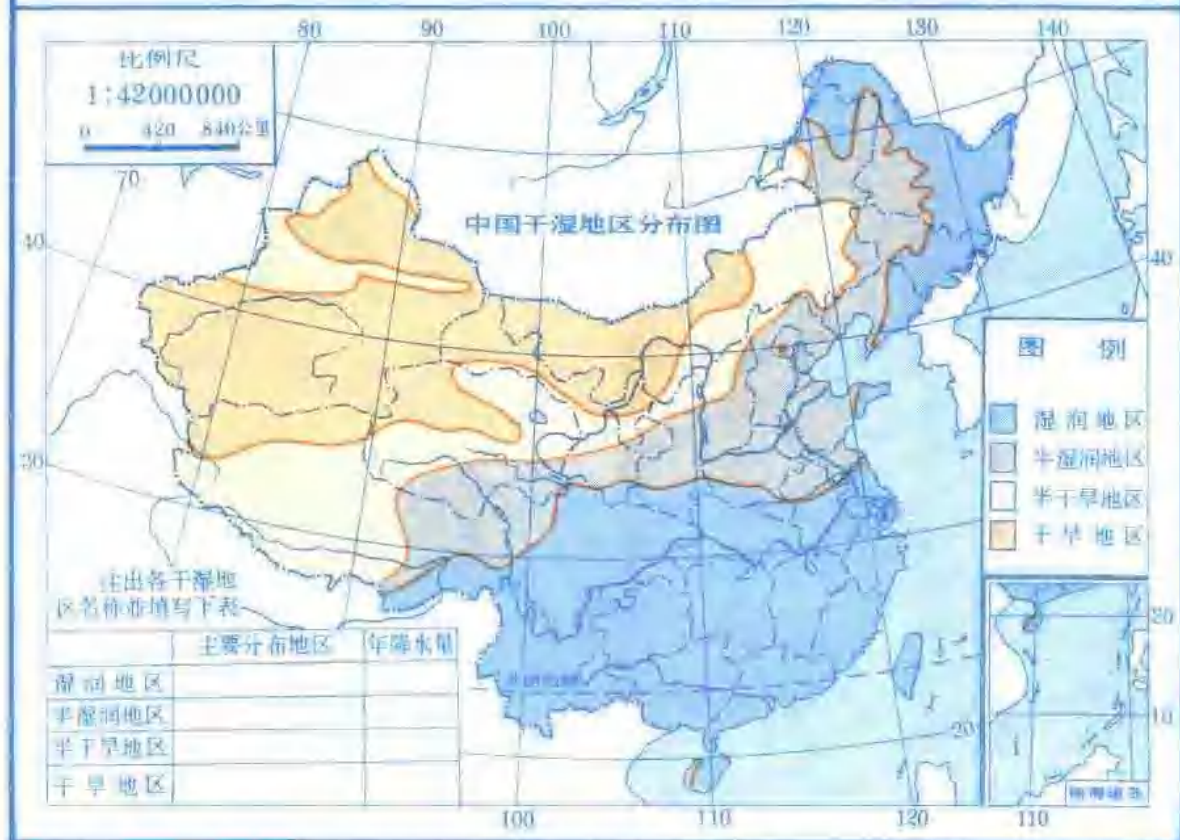 80 90 100 110 120 130 140
比例尺
1:42000000
0 420 840公里
70
中国干湿地区分布图
40
40
30
图 例
湿润地区
半湿润地区
半干旱地区
干旱地区
注出各干湿地
区名称并填写下表
主要分布地区 年降水量
湿润地区
半湿润地区
半干旱地区
干旱地区
20
20
10
南海诸岛
100 110 120 110